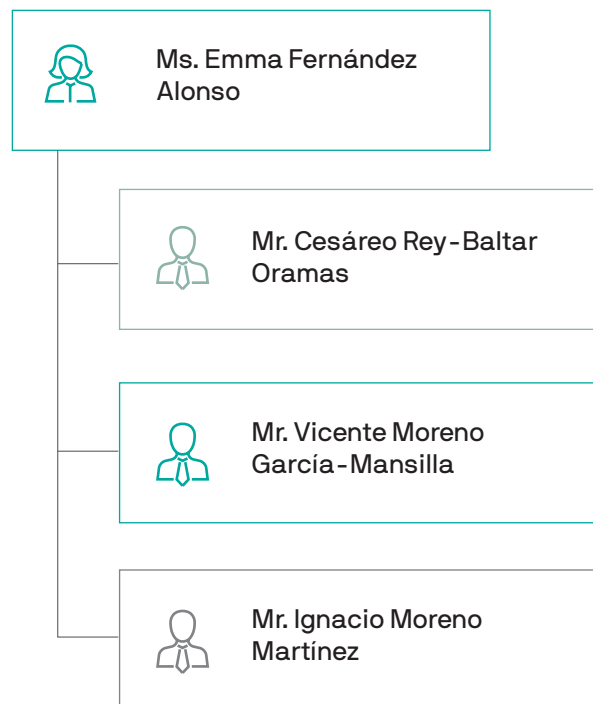 Ms. Emma Fernández
Alonso
Mr. Cesáreo Rey-Baltar
Oramas
Mr. Vicente Moreno
García-Mansilla
Mr. Ignacio Moreno
Martínez